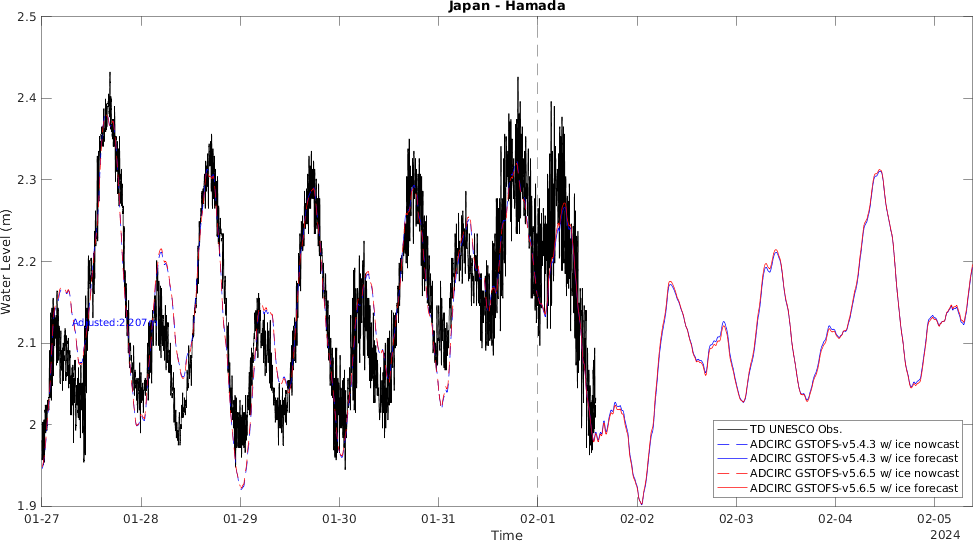 Japan - Hamada
2.5
2.4
2.3
2.2
2.1
2
1.9
Water Level (m)
Adjusted:2.207
01-27 01-28 01-29 01-30 01-31 02-01 02-02 02-03 02-04 02-05
Time
2024
TD UNESCO Obs.
ADCIRC GSTOFS-v5.4.3 w/ ice nowcast
ADCIRC GSTOFS-v5.4.3 w/ ice forecast
ADCIRC GSTOFS-v5.6.5 w/ ice nowcast
ADCIRC GSTOFS-v5.6.5 w/ ice forecast